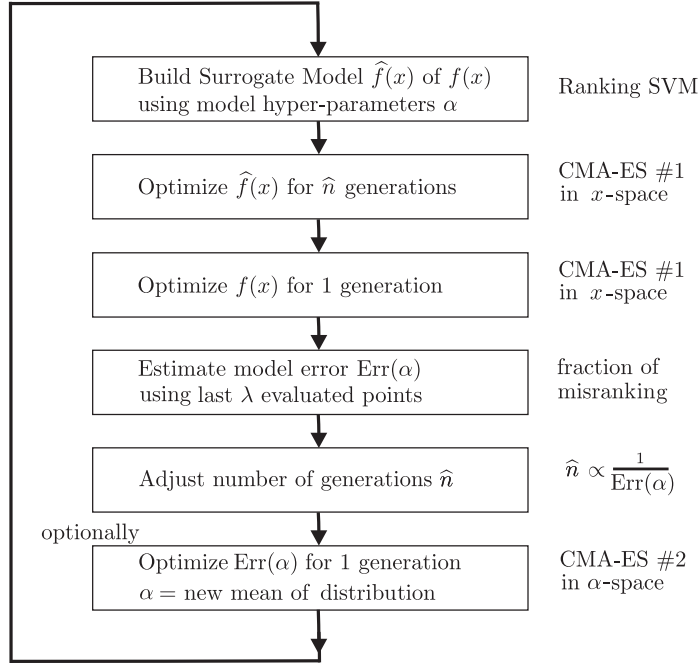 Build Surrogate Model f̂(x) of f(x) Ranking SVM
using model hyper-parameters α
Optimize f̂(x) for n̂ generations CMA-ES #1
in x-space
Optimize f(x) for 1 generation CMA-ES #1
in x-space
Estimate model error Err(α) fraction of
using last λ evaluated points misranking
Adjust number of generations n̂ n̂ ∝ 1/Err(α)
optionally
Optimize Err(α) for 1 generation CMA-ES #2
α = new mean of distribution in α-space